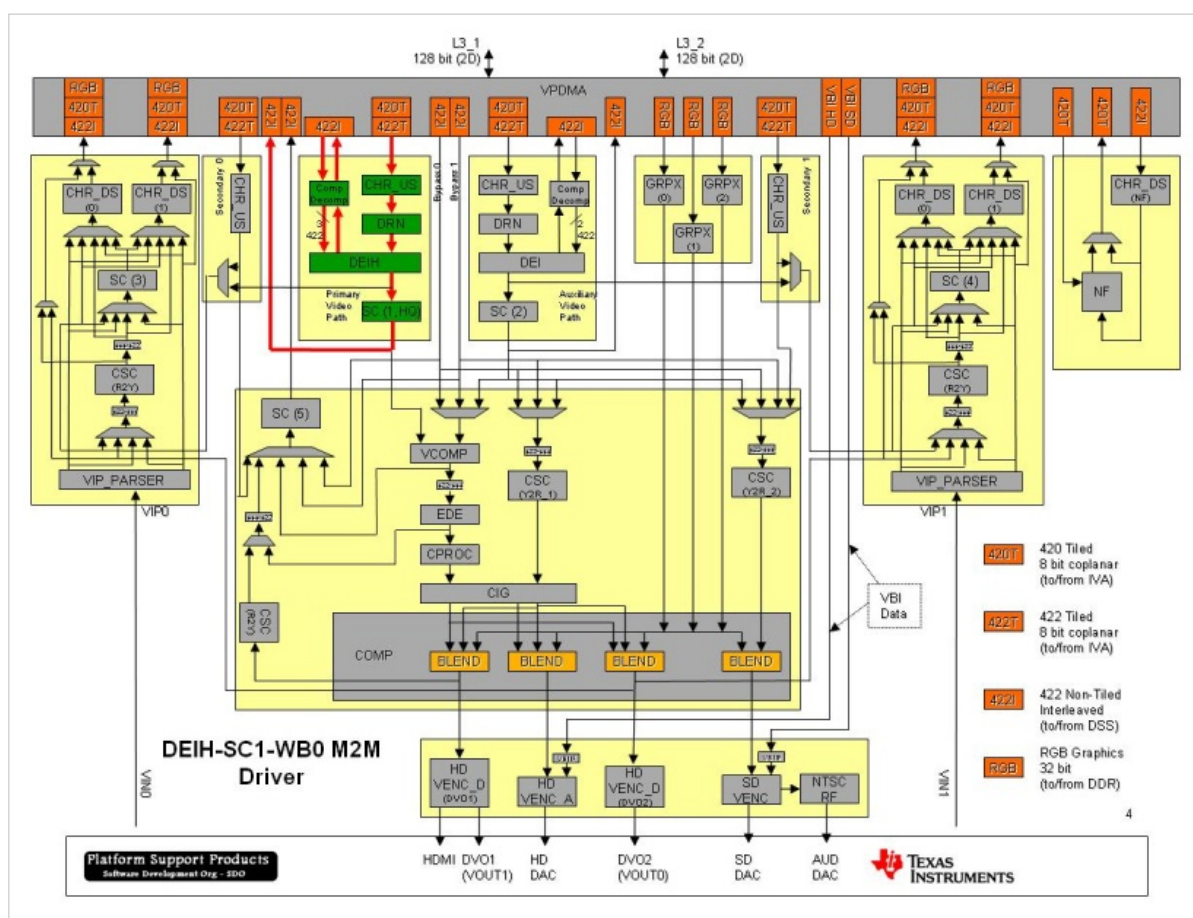 L3_1
128 bit (2D)
L3_2
128 bit (2D)
VPDMA
RGB
420T
422I
RGB
420T
422I
420T
422T
422I
422I
422I
420T
422T
422I
422I
420T
422T
422I
422I
RGB
RGB
RGB
420T
422T
VBI HD
VBI SD
RGB
420T
422I
RGB
420T
422I
420T
420T
422I
CHR_DS
(0)
CHR_DS
(1)
Secondary 0
CHR_US
Comp
Decomp
3
422
CHR_US
DRN
DEIH
Primary
Video
Path
SC (1,HQ)
Bypass 0
Bypass 1
CHR_US
DRN
DEI
Comp
Decomp
2
422
SC (2)
Auxiliary
Video
Path
GRPX
(0)
GRPX
(1)
GRPX
(2)
Secondary 1
CHR_US
CHR_DS
(0)
CHR_DS
(1)
CHR_DS
(NF)
NF
SC (3)
CSC
(R2Y)
VIP_PARSER
VIP0
SC (4)
CSC
(R2Y)
VIP_PARSER
VIP1
SC (5)
VCOMP
EDE
CPROC
CIG
CSC
(Y2R_1)
CSC
(Y2R_2)
CSC
(R2Y)
COMP
BLEND
BLEND
BLEND
BLEND
VBI
Data
420T
420 Tiled
8 bit coplanar
(to/from IVA)
422T
422 Tiled
8 bit coplanar
(to/from IVA)
422I
422 Non-Tiled
Interleaved
(to/from DSS)
RGB
RGB Graphics
32 bit
(to/from DDR)
DEIH-SC1-WB0 M2M
Driver
HD
VENC_D
(DVO1)
HD
VENC_A
HD
VENC_D
(DVO2)
SD
VENC
NTSC
RF
VIN0
VIN1
4
Platform Support Products
Software Development Org - SDO
HDMI
DVO1
(VOUT1)
HD
DAC
DVO2
(VOUT0)
SD
DAC
AUD
DAC
TEXAS
INSTRUMENTS